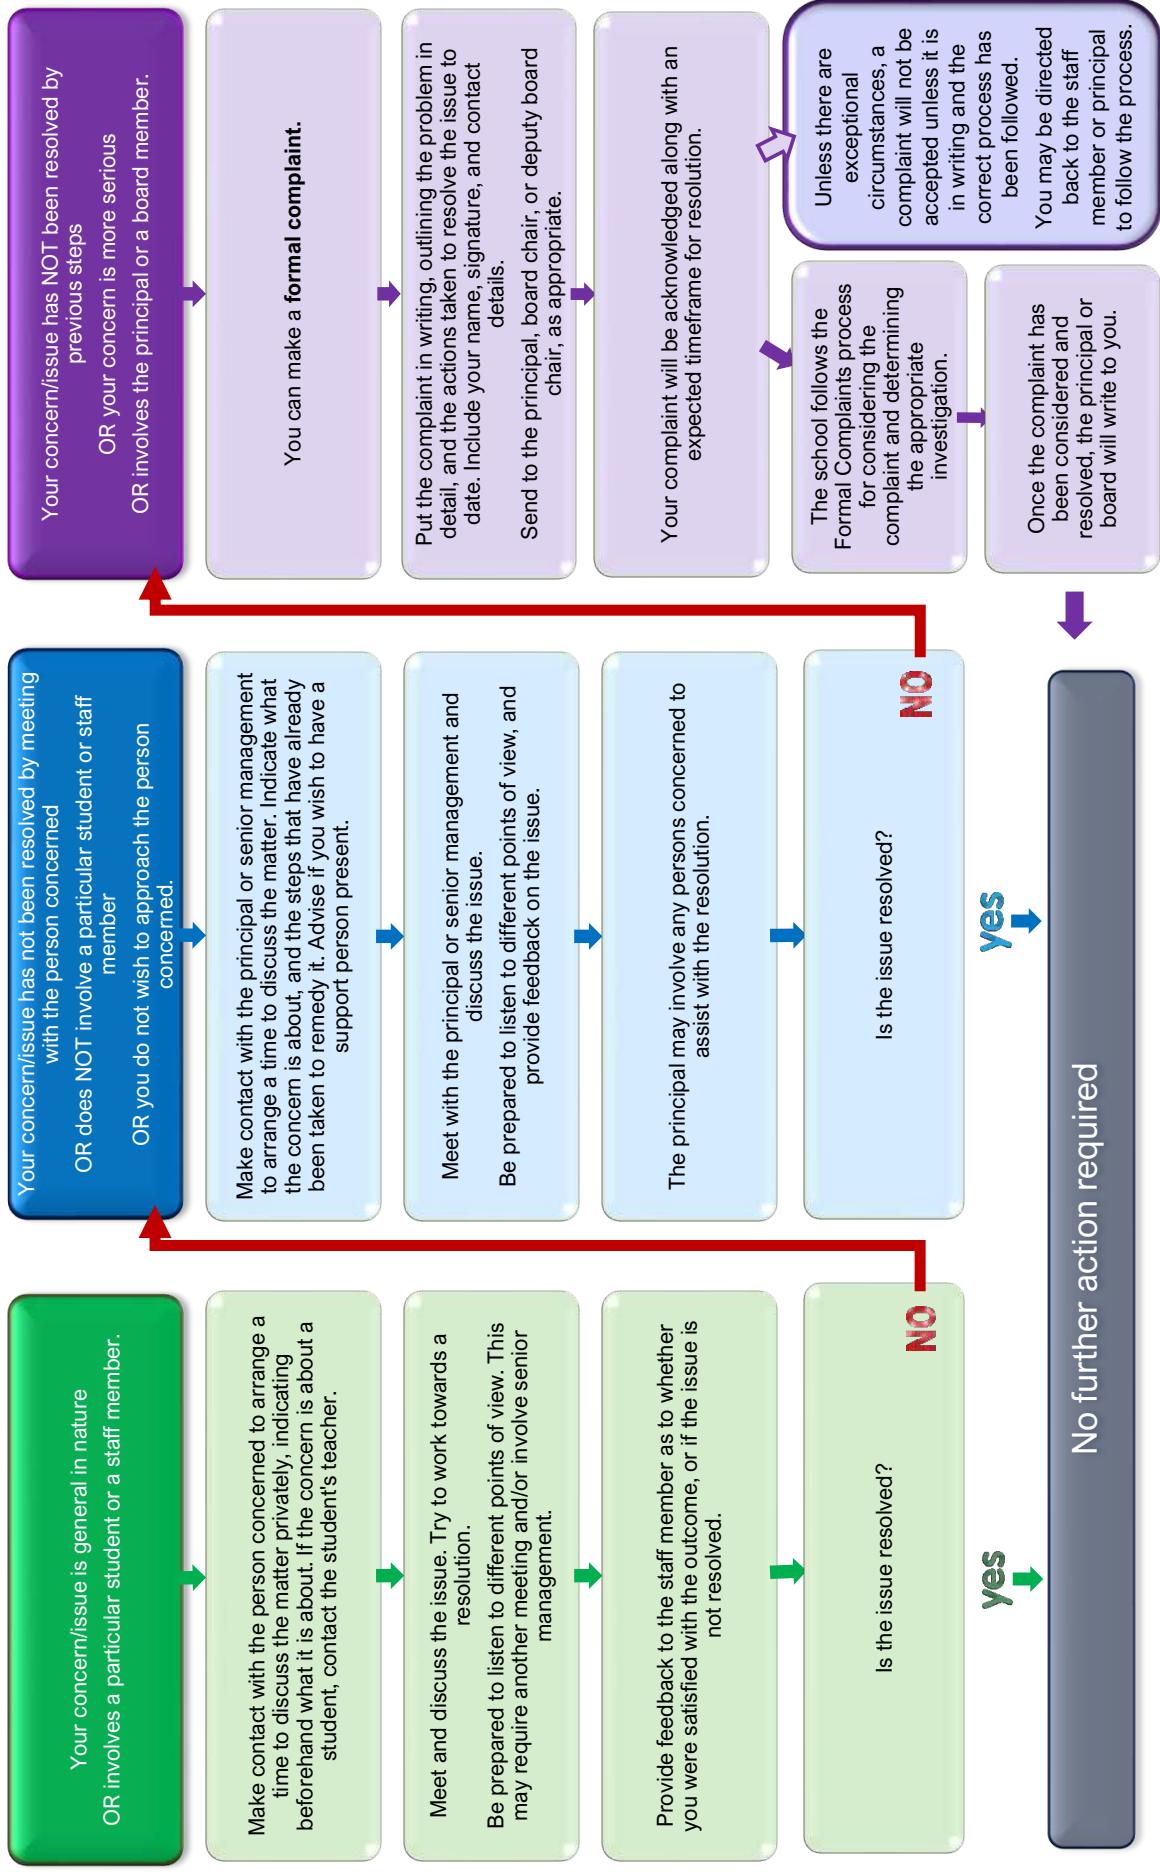 Your concern/issue is general in nature
OR involves a particular student or a staff member.
Make contact with the person concerned to arrange a
time to discuss the matter privately, indicating
beforehand what it is about. If the concern is about a
student, contact the student's teacher.
Meet and discuss the issue. Try to work towards a
resolution.
Be prepared to listen to different points of view. This
may require another meeting and/or involve senior
management.
Provide feedback to the staff member as to whether
you were satisfied with the outcome, or if the issue is
not resolved.
Is the issue resolved?
NO
yes
Your concern/issue has not been resolved by meeting
with the person concerned
OR does NOT involve a particular student or staff
member
OR you do not wish to approach the person
concerned.
Make contact with the principal or senior management
to arrange a time to discuss the matter. Indicate what
the concern is about, and the steps that have already
been taken to remedy it. Advise if you wish to have a
support person present.
Meet with the principal or senior management and
discuss the issue.
Be prepared to listen to different points of view, and
provide feedback on the issue.
The principal may involve any persons concerned to
assist with the resolution.
Is the issue resolved?
NO
yes
Your concern/issue has NOT been resolved by
previous steps
OR your concern is more serious
OR involves the principal or a board member.
You can make a formal complaint.
Put the complaint in writing, outlining the problem in
detail, and the actions taken to resolve the issue to
date. Include your name, signature, and contact
details.
Send to the principal, board chair, or deputy board
chair, as appropriate.
Your complaint will be acknowledged along with an
expected timeframe for resolution.
The school follows the
Formal Complaints process
for considering the
complaint and determining
the appropriate
investigation.
Once the complaint has
been considered and
resolved, the principal or
board will write to you.
Unless there are
exceptional
circumstances, a
complaint will not be
accepted unless it is
in writing and the
correct process has
been followed.
You may be directed
back to the staff
member or principal
to follow the process.
No further action required